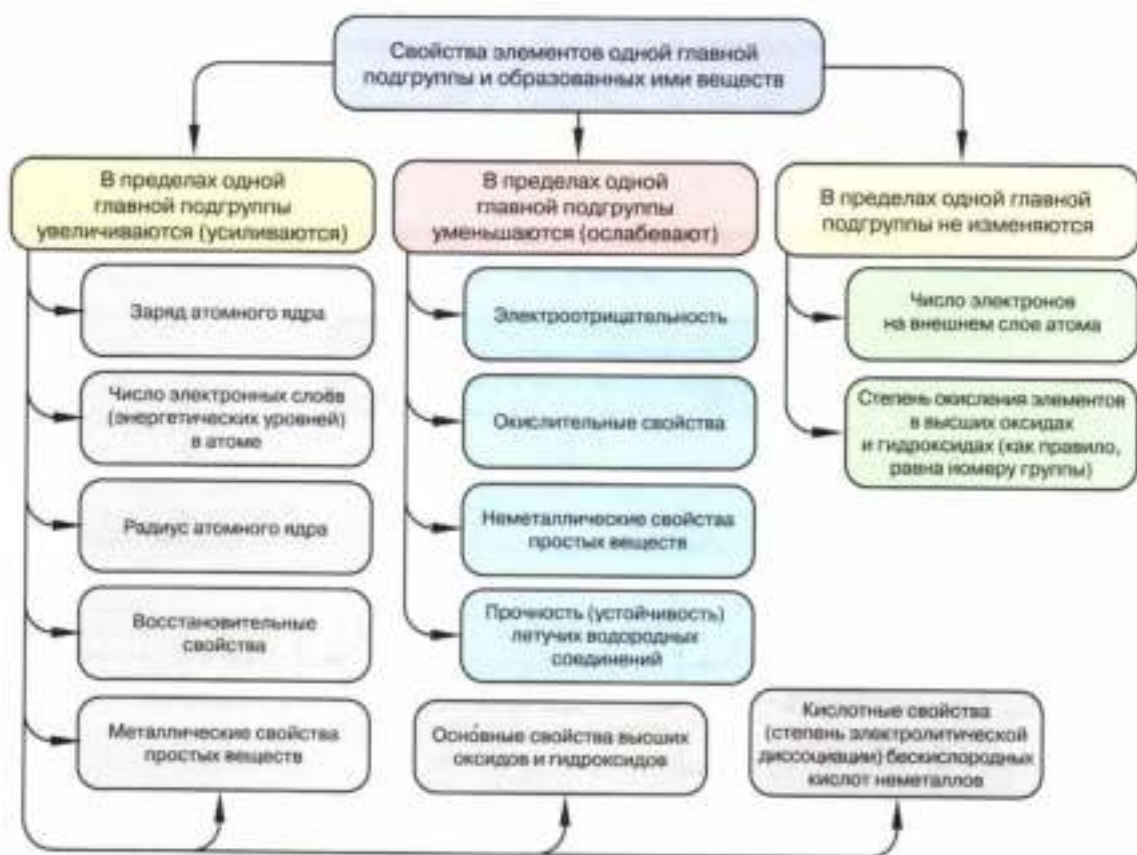 Свойства элементов одной главной
подгруппы и образованных ими веществ
В пределах одной
главной подгруппы
увеличиваются (усиливаются)
Заряд атомного ядра
Число электронных слоёв
(энергетических уровней)
в атоме
Радиус атомного ядра
Восстановительные
свойства
Металлические свойства
простых веществ
Осно́вные свойства высших
оксидов и гидроксидов
Кислотные свойства
(степень электролитической
диссоциации) бескислородных
кислот неметаллов
В пределах одной
главной подгруппы
уменьшаются (ослабевают)
Электроотрицательность
Окислительные свойства
Неметаллические свойства
простых веществ
Прочность (устойчивость)
летучих водородных
соединений
В пределах одной главной
подгруппы не изменяются
Число электронов
на внешнем слое атома
Степень окисления элементов
в высших оксидах
и гидроксидах (как правило,
равна номеру группы)